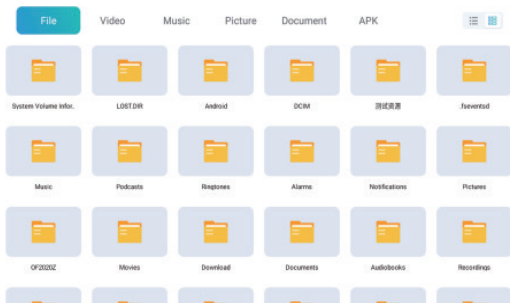 File Video Music Picture Document APK
System Volume Infor. LOST.DIR Android DCIM 测试资源 .fseventsd
Music Podcasts Ringtones Alarms Notifications Pictures
OF2020Z Movies Download Documents Audiobooks Recordings